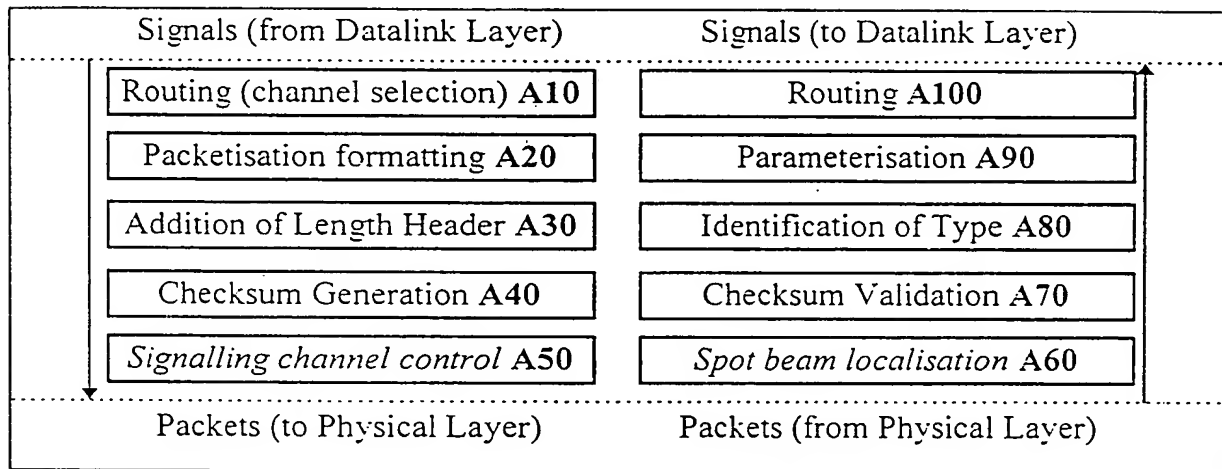 Signals (from Datalink Layer)
Signals (to Datalink Layer)
Routing (channel selection) A10
Routing A100
Packetisation formatting A20
Parameterisation A90
Addition of Length Header A30
Identification of Type A80
Checksum Generation A40
Checksum Validation A70
Signalling channel control A50
Spot beam localisation A60
Packets (to Physical Layer)
Packets (from Physical Layer)